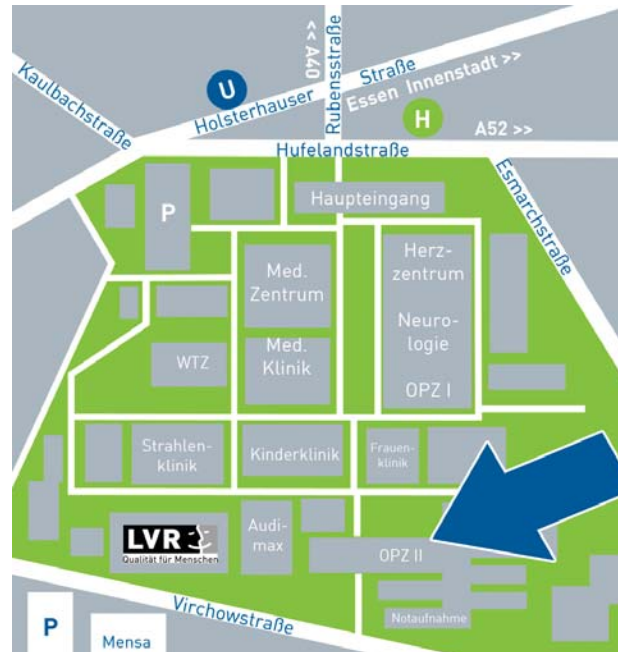 << A40
Kaulbachstraße
U
Holsterhauser
Straße
Rubensstraße
Essen Innenstadt >>
H
A52 >>
Hufelandstraße
Esmarchstraße
P
Haupteingang
Med.
Zentrum
Herz-
zentrum
Neuro-
logie
OPZ I
Med.
Klinik
WTZ
Strahlen-
klinik
Kinderklinik
Frauen-
klinik
LVR
Qualität für Menschen
Audi-
max
OPZ II
Notaufnahme
Virchowstraße
P
Mensa